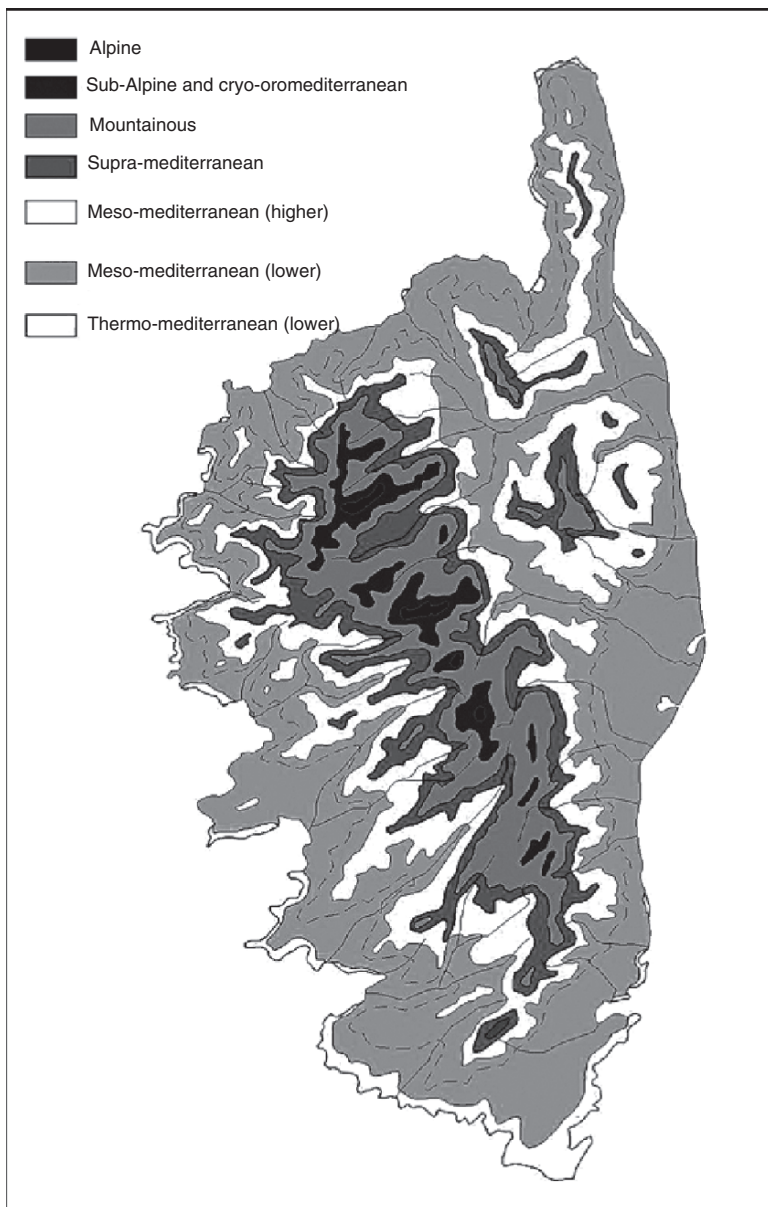 Alpine
Sub-Alpine and cryo-oromediterranean
Mountainous
Supra-mediterranean
Meso-mediterranean (higher)
Meso-mediterranean (lower)
Thermo-mediterranean (lower)